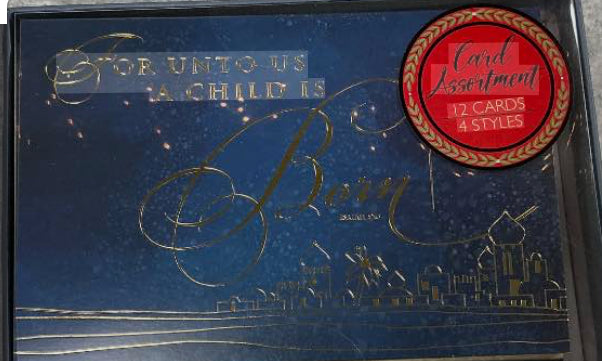 FOR UNTO US
A CHILD IS
Born
Card
Assortment
12 CARDS
4 STYLES